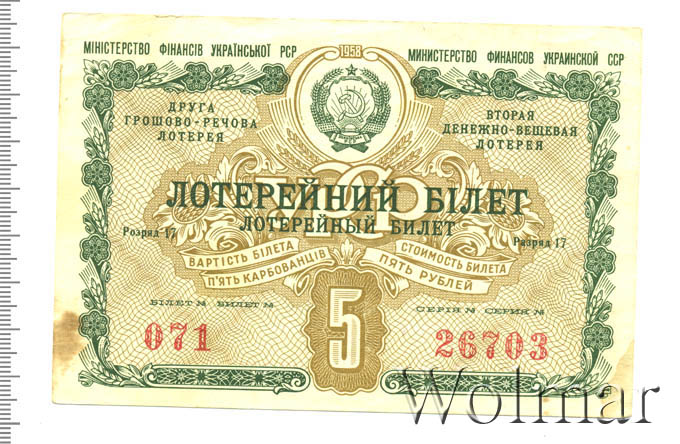 1958
МІНІСТЕРСТВО ФІНАНСІВ УКРАЇНСЬКОЇ РСР
МИНИСТЕРСТВО ФИНАНСОВ УКРАИНСКОЙ ССР
ДРУГА
ГРОШОВО-РЕЧОВА
ЛОТЕРЕЯ
ВТОРАЯ
ДЕНЕЖНО-ВЕЩЕВАЯ
ЛОТЕРЕЯ
ЛОТЕРЕЙНИЙ БІЛЕТ
ЛОТЕРЕЙНЫЙ БИЛЕТ
Розряд 17
Разряд 17
ВАРТІСТЬ БІЛЕТА
П'ЯТЬ КАРБОВАНЦІВ
СТОИМОСТЬ БИЛЕТА
ПЯТЬ РУБЛЕЙ
БІЛЕТ № БИЛЕТ №
СЕРІЯ № СЕРИЯ №
071
5
26703
Wolmar